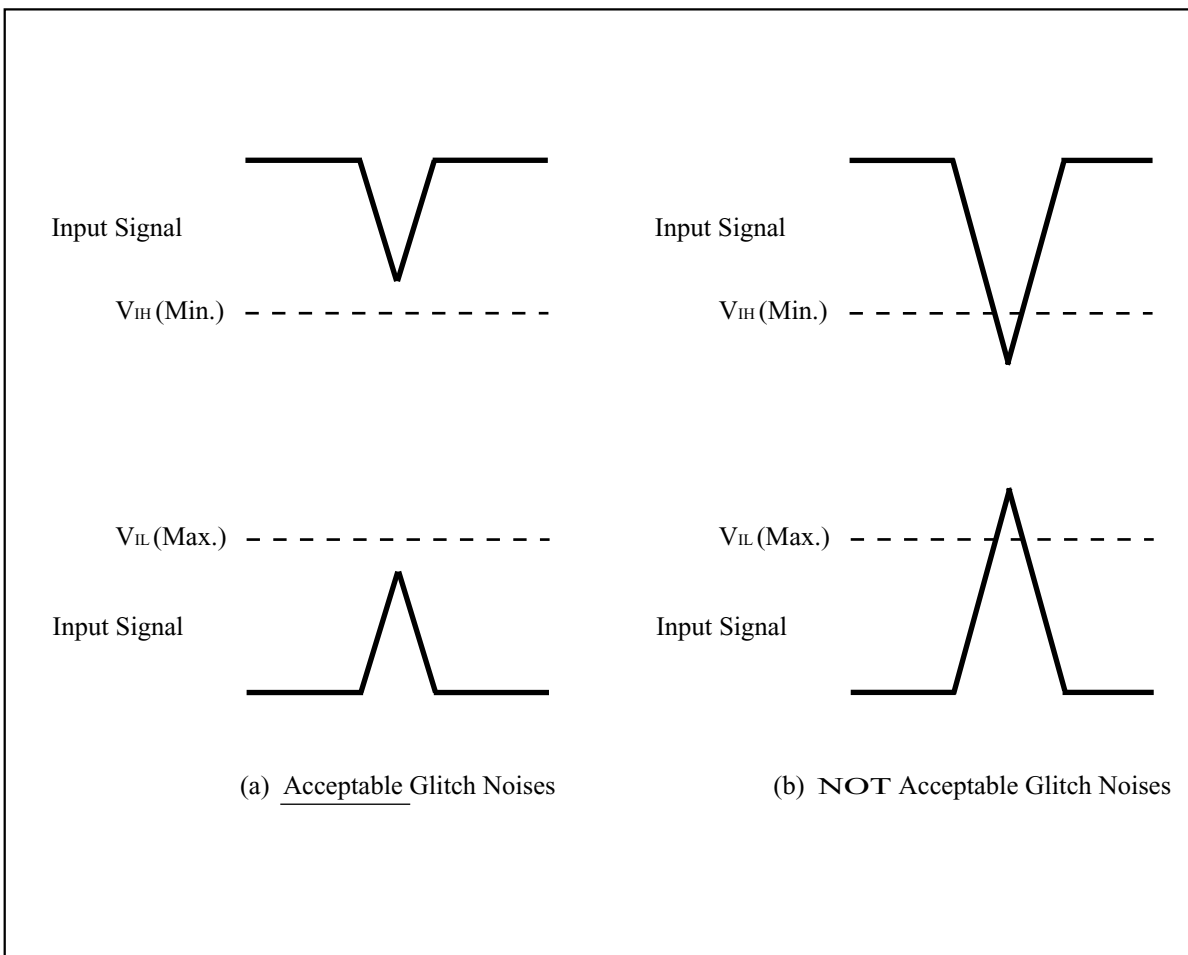 Input Signal
VIH (Min.)
VIL (Max.)
Input Signal
(a) Acceptable Glitch Noises
Input Signal
VIH (Min.)
VIL (Max.)
Input Signal
(b) NOT Acceptable Glitch Noises